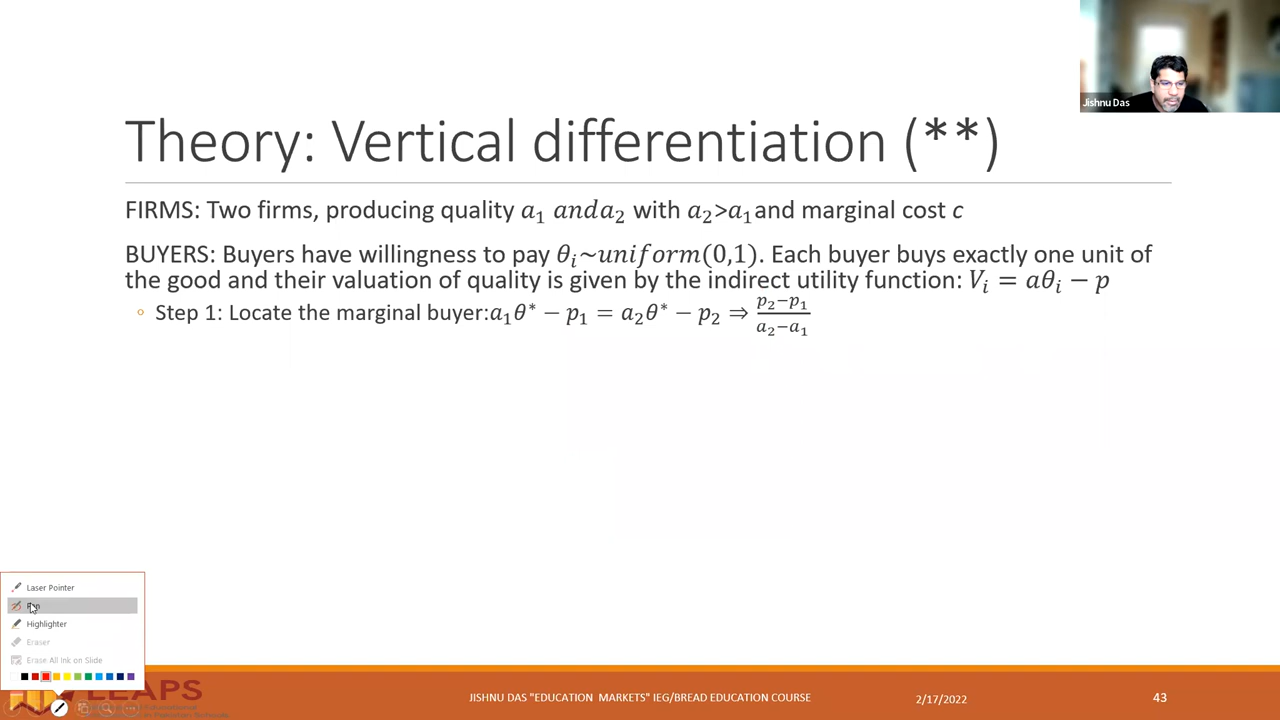 Jishnu Das
Theory: Vertical differentiation (**)
FIRMS: Two firms, producing quality a₁ anda₂ with a₂>a₁and marginal cost c
BUYERS: Buyers have willingness to pay θᵢ~uniform(0,1). Each buyer buys exactly one unit of
the good and their valuation of quality is given by the indirect utility function: Vᵢ = aθᵢ − p
◦ Step 1: Locate the marginal buyer:a₁θ* − p₁ = a₂θ* − p₂ ⇒ (p₂−p₁)/(a₂−a₁)
Laser Pointer
Pen
Highlighter
Eraser
Erase All Ink on Slide
LEAPS
JISHNU DAS "EDUCATION MARKETS" IEG/BREAD EDUCATION COURSE
2/17/2022
43